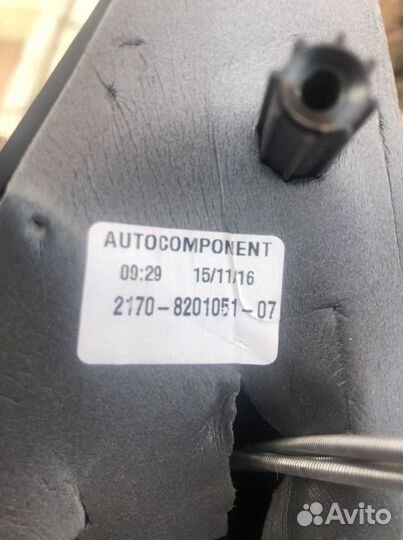 AUTOCOMPONENT
09:29 15/11/16
2170-8201051-07
Avito